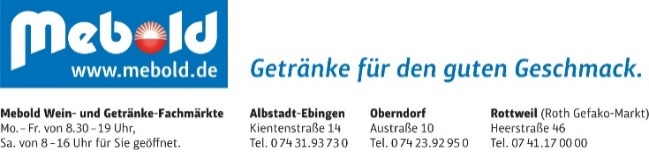 Mebold
www.mebold.de
Getränke für den guten Geschmack.
Mebold Wein- und Getränke-Fachmärkte
Mo. – Fr. von 8.30 – 19 Uhr,
Sa. von 8 – 16 Uhr für Sie geöffnet.
Albstadt-Ebingen
Kientenstraße 14
Tel. 0 74 31.93 73 0
Oberndorf
Austraße 10
Tel. 0 74 23.92 95 0
Rottweil (Roth Gefako-Markt)
Heerstraße 46
Tel. 07 41.17 00 00